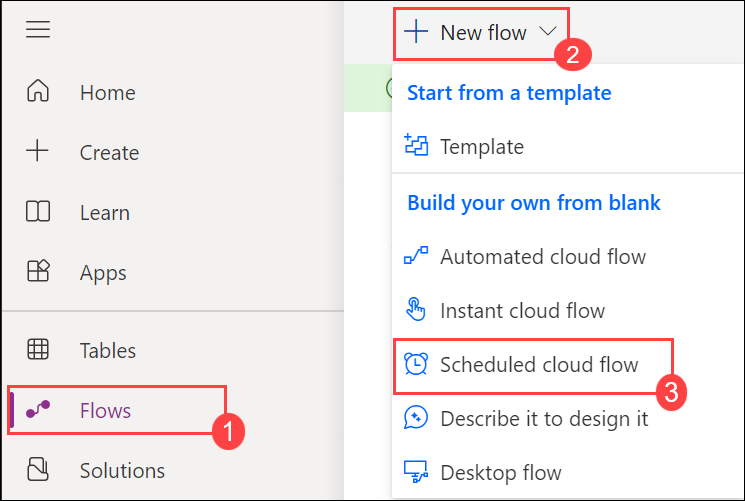 Home
Create
Learn
Apps
Tables
Flows
1
Solutions
New flow
2
Start from a template
Template
Build your own from blank
Automated cloud flow
Instant cloud flow
Scheduled cloud flow
3
Describe it to design it
Desktop flow